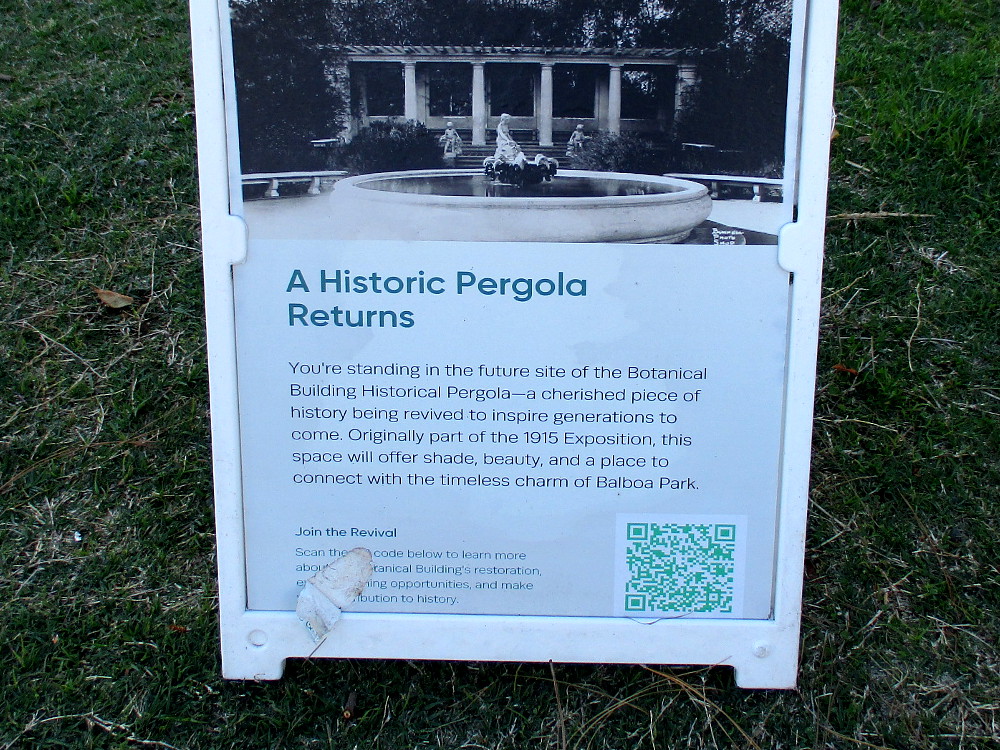 A Historic Pergola
Returns
You're standing in the future site of the Botanical
Building Historical Pergola—a cherished piece of
history being revived to inspire generations to
come. Originally part of the 1915 Exposition, this
space will offer shade, beauty, and a place to
connect with the timeless charm of Balboa Park.
Join the Revival
Scan the code below to learn more
Building's restoration,
opportunities, and make
to history.